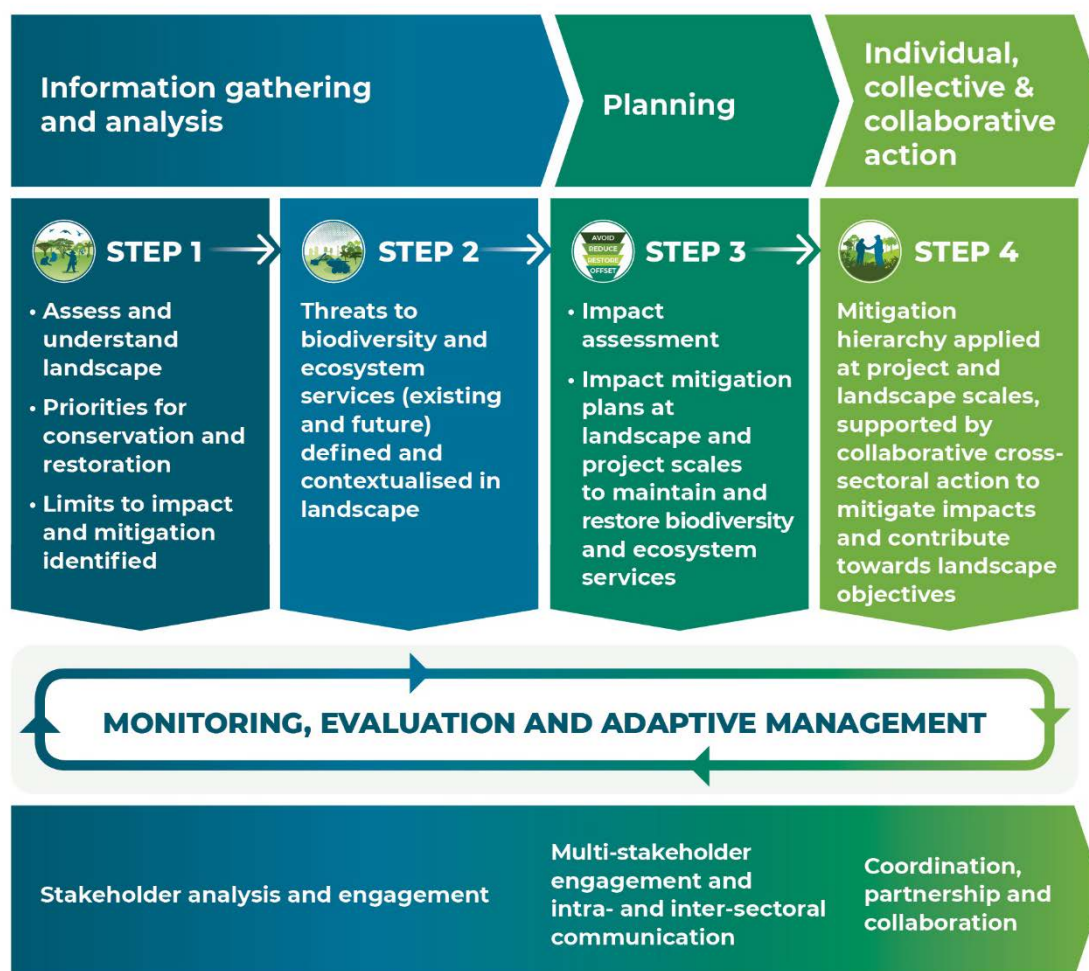 Information gathering
and analysis
Planning
Individual,
collective &
collaborative
action
STEP 1
• Assess and
understand
landscape
• Priorities for
conservation and
restoration
• Limits to impact
and mitigation
identified
STEP 2
Threats to
biodiversity and
ecosystem
services (existing
and future)
defined and
contextualised in
landscape
AVOID
REDUCE
RESTORE
OFFSET
STEP 3
• Impact
assessment
• Impact mitigation
plans at
landscape and
project scales
to maintain and
restore biodiversity
and ecosystem
services
STEP 4
Mitigation
hierarchy applied
at project and
landscape scales,
supported by
collaborative cross-
sectoral action to
mitigate impacts
and contribute
towards landscape
objectives
MONITORING, EVALUATION AND ADAPTIVE MANAGEMENT
Stakeholder analysis and engagement
Multi-stakeholder
engagement and
intra- and inter-sectoral
communication
Coordination,
partnership and
collaboration